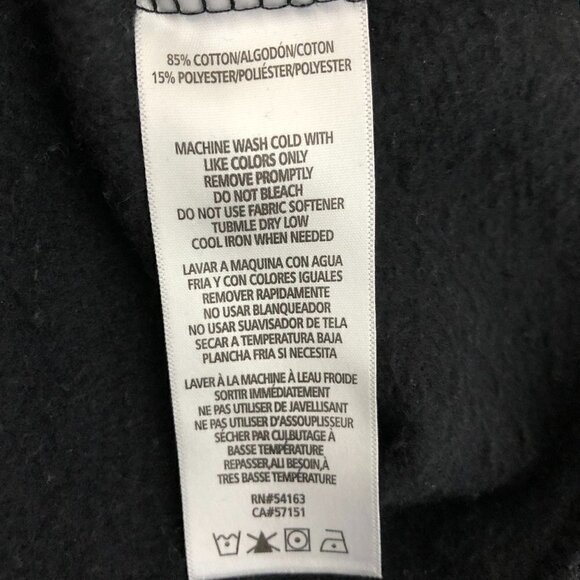 85% COTTON/ALGODÓN/COTON
15% POLYESTER/POLIÉSTER/POLYESTER
MACHINE WASH COLD WITH
LIKE COLORS ONLY
REMOVE PROMPTLY
DO NOT BLEACH
DO NOT USE FABRIC SOFTENER
TUBMLE DRY LOW
COOL IRON WHEN NEEDED
LAVAR A MAQUINA CON AGUA
FRIA Y CON COLORES IGUALES
REMOVER RAPIDAMENTE
NO USAR BLANQUEADOR
NO USAR SUAVISADOR DE TELA
SECAR A TEMPERATURA BAJA
PLANCHA FRIA SI NECESITA
LAVER À LA MACHINE À LEAU FROIDE
SORTIR IMMÉDIATEMENT
NE PAS UTILISER DE JAVELLISANT
NE PAS UTILISER D'ASSOUPLISSEUR
SÉCHER PAR CULBUTAGE À
BASSE TEMPÉRATURE
REPASSER,ALI BESOIN,À
TRES BASSE TEMPÉRATURE
RN#54163
CA#57151